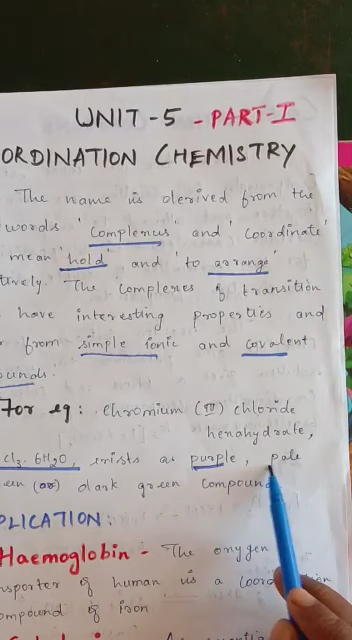 UNIT - 5 - PART-I
ORDINATION CHEMISTRY
The name is derived from the
words 'Complexus' and 'Coordinate'
mean 'hold' and 'to arrange'
tively. The complexes of transition
have interesting properties and
from simple ionic and covalent
ounds.
For eg: Chromium (III) chloride
hexahydrate,
Cl3.6H2O, exists as purple, pale
een (or) dark green compound
PLICATION:
Haemoglobin - The oxygen
nsporter of human is a coordination
ompound of iron